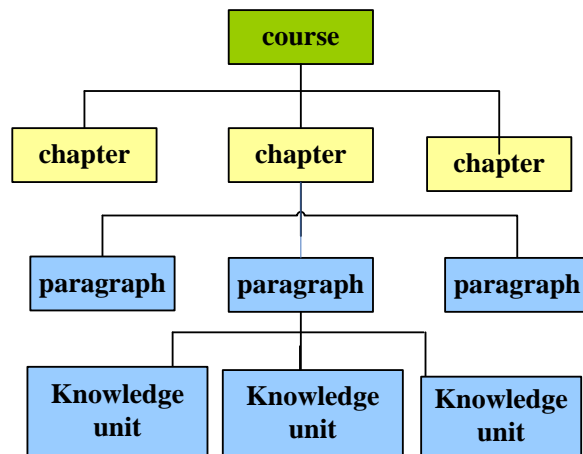 course
chapter
chapter
chapter
paragraph
paragraph
paragraph
Knowledge
unit
Knowledge
unit
Knowledge
unit